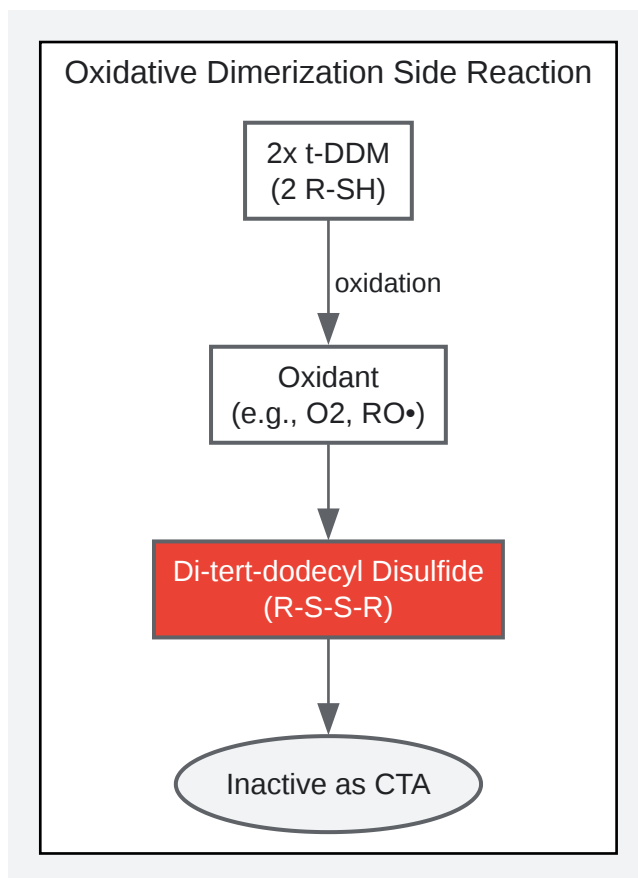 Oxidative Dimerization Side Reaction
2x t-DDM
(2 R-SH)
oxidation
Oxidant
(e.g., O2, RO•)
Di-tert-dodecyl Disulfide
(R-S-S-R)
Inactive as CTA